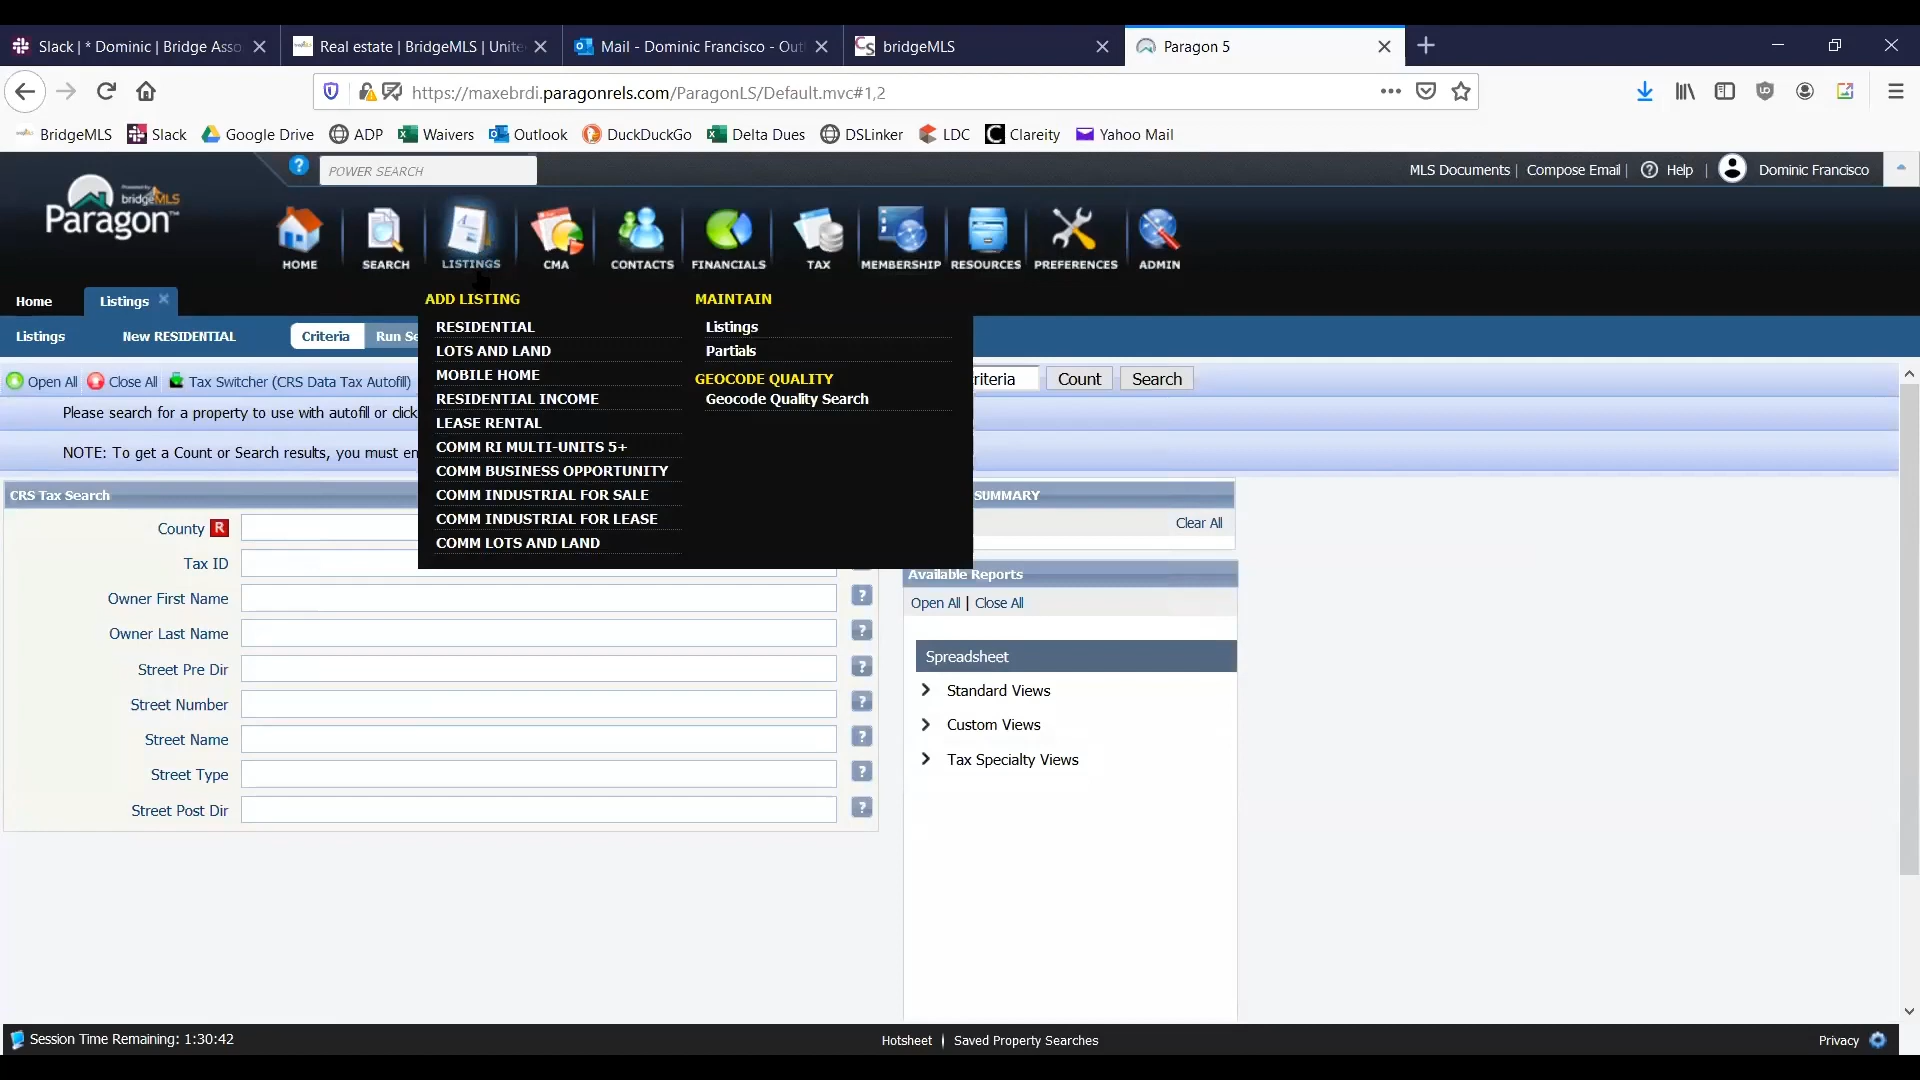 Slack | * Dominic | Bridge Asso
Real estate | BridgeMLS | Unite
Mail - Dominic Francisco - Out
bridgeMLS
Paragon 5
https://maxebrdi.paragonrels.com/ParagonLS/Default.mvc#1,2
BridgeMLS
Slack
Google Drive
ADP
Waivers
Outlook
DuckDuckGo
Delta Dues
DSLinker
LDC
Clareity
Yahoo Mail
POWER SEARCH
MLS Documents |
Compose Email |
Help |
Dominic Francisco
Powered by bridgeMLS
Paragon™
HOME
SEARCH
LISTINGS
CMA
CONTACTS
FINANCIALS
TAX
MEMBERSHIP
RESOURCES
PREFERENCES
ADMIN
Home
Listings
ADD LISTING
RESIDENTIAL
LOTS AND LAND
MOBILE HOME
RESIDENTIAL INCOME
LEASE RENTAL
COMM RI MULTI-UNITS 5+
COMM BUSINESS OPPORTUNITY
COMM INDUSTRIAL FOR SALE
COMM INDUSTRIAL FOR LEASE
COMM LOTS AND LAND
MAINTAIN
Listings
Partials
GEOCODE QUALITY
Geocode Quality Search
Listings
New RESIDENTIAL
Criteria
Run Se
Open All
Close All
Tax Switcher (CRS Data Tax Autofill)
riteria
Count
Search
Please search for a property to use with autofill or click
NOTE: To get a Count or Search results, you must en
CRS Tax Search
County R
Tax ID
Owner First Name
Owner Last Name
Street Pre Dir
Street Number
Street Name
Street Type
Street Post Dir
SUMMARY
Clear All
Available Reports
Open All | Close All
Spreadsheet
Standard Views
Custom Views
Tax Specialty Views
Session Time Remaining: 1:30:42
Hotsheet | Saved Property Searches
Privacy